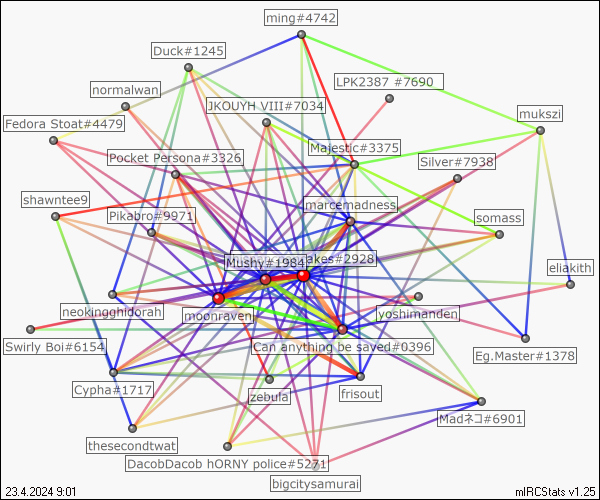 ming#4742
Duck#1245
LPK2387 #7690
normalwan
JKOUYH VIII#7034
mukszi
Fedora Stoat#4479
Majestic#3375
Pocket Persona#3326
Silver#7938
shawntee9
marcemadness
Pikabro#9971
somass
Mushy#1984
akes#2928
eliakith
neokingghidorah
moonraven
yoshimanden
Swirly Boi#6154
Can anything be saved#0396
Eg.Master#1378
Cypha#1717
zebula
frisout
Madネコ#6901
thesecondtwat
DacobDacob hORNY police#5271
bigcitysamurai
23.4.2024 9:01
mIRCStats v1.25